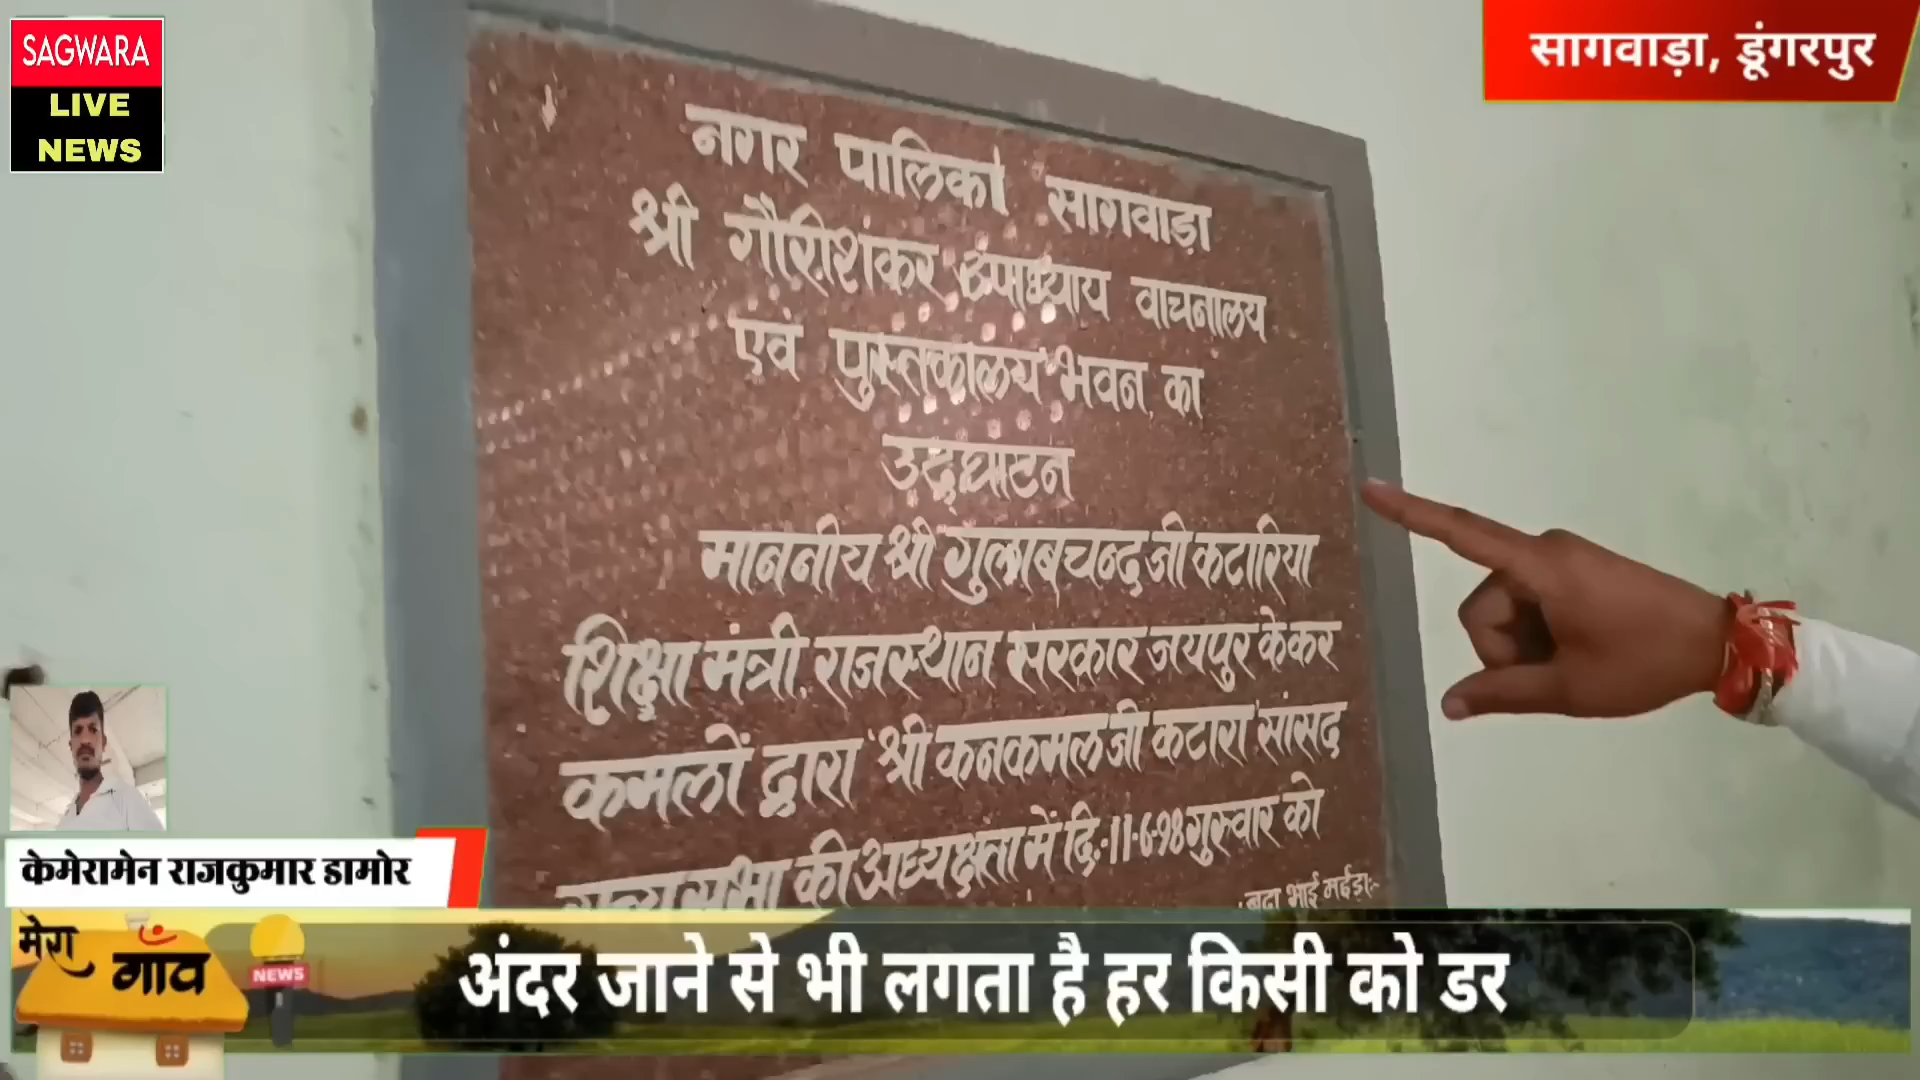 SAGWARA
LIVE
NEWS
सागवाड़ा, डूंगरपुर
नगर पालिका सागवाड़ा
श्री गौरीशंकर उपाध्याय वाचनालय
एवं पुस्तकालय भवन का
उद्घाटन
माननीय श्री गुलाबचन्द जी कटारिया
शिक्षा मंत्री, राजस्थान सरकार जयपुर के कर
कमलों द्वारा श्री कनकमल जी कटारा सांसद
राज्य सभा की अध्यक्षता में दि.-11-6-98 गुरुवार को
भाई मईड़ा:-
केमेरामेन राजकुमार डामोर
मेरा
गाँव
NEWS
अंदर जाने से भी लगता है हर किसी को डर